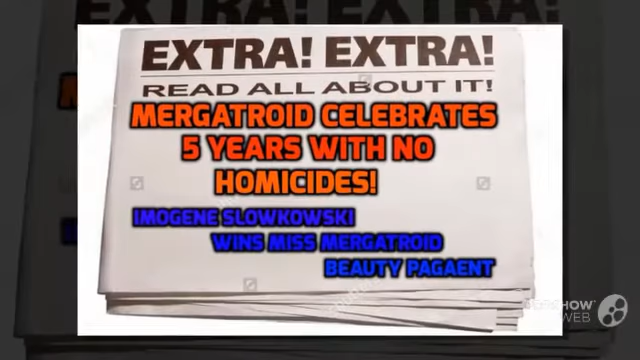 EXTRA! EXTRA!
READ ALL ABOUT IT!
MERGATROID CELEBRATES
5 YEARS WITH NO
HOMICIDES!
IMOGENE SLOWKOWSKI
WINS MISS MERGATROID
BEAUTY PAGAENT
WEB